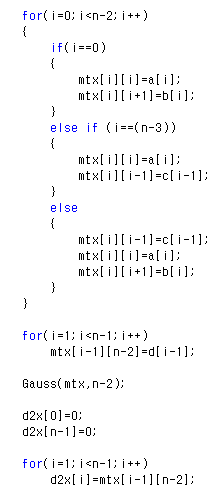 for(i=0;i<n-2;i++)
{
if(i==0)
{
mtx[i][i]=a[i];
mtx[i][i+1]=b[i];
}
else if (i==(n-3))
{
mtx[i][i]=a[i];
mtx[i][i-1]=c[i-1];
}
else
{
mtx[i][i-1]=c[i-1];
mtx[i][i]=a[i];
mtx[i][i+1]=b[i];
}
}
for(i=1;i<n-1;i++)
mtx[i-1][n-2]=d[i-1];
Gauss(mtx,n-2);
d2x[0]=0;
d2x[n-1]=0;
for(i=1;i<n-1;i++)
d2x[i]=mtx[i-1][n-2];